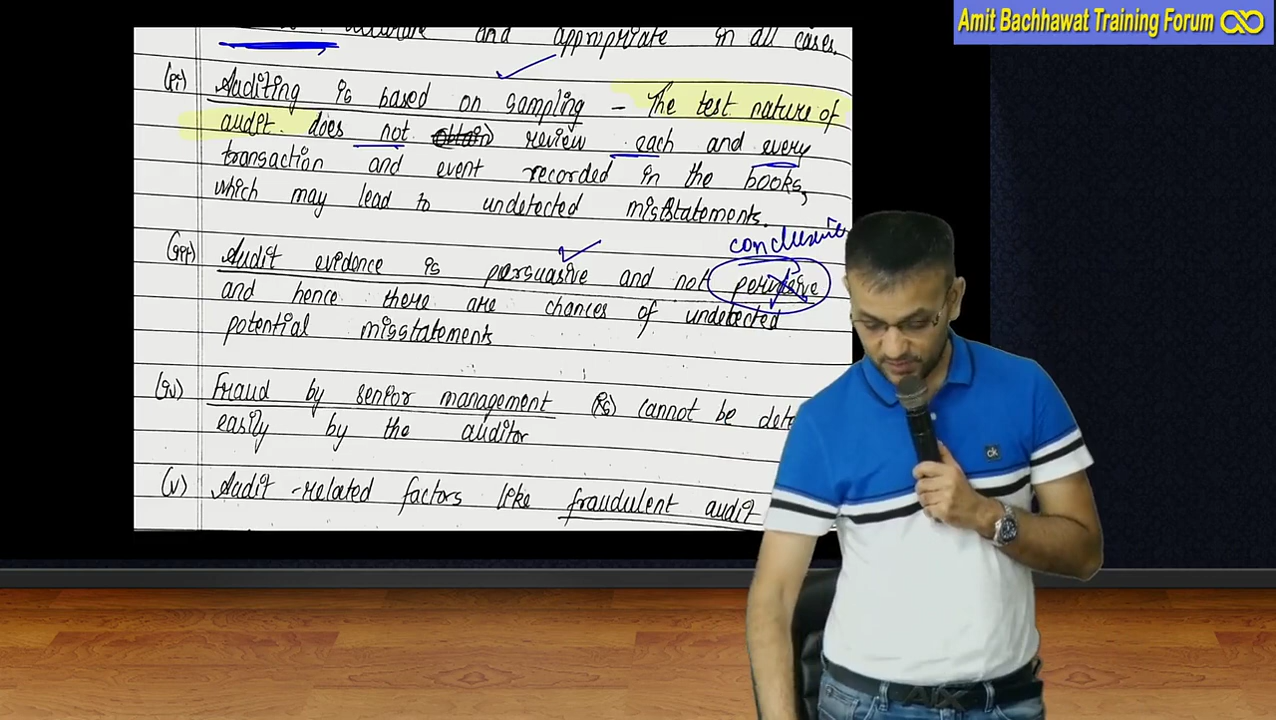 Amit Bachhawat Training Forum
and appropriate in all cases.
(ii) Auditing is based on sampling - The test nature of
audit does not obtain review each and every
transaction and event recorded in the books,
which may lead to undetected misstatements.
conclusive
(iii) Audit evidence is persuasive and not
and hence there are chances of undetected
potential misstatements
(iv) Fraud by senior management is cannot be
easily by the auditor
(v) Audit-related factors like fraudulent audit
ck